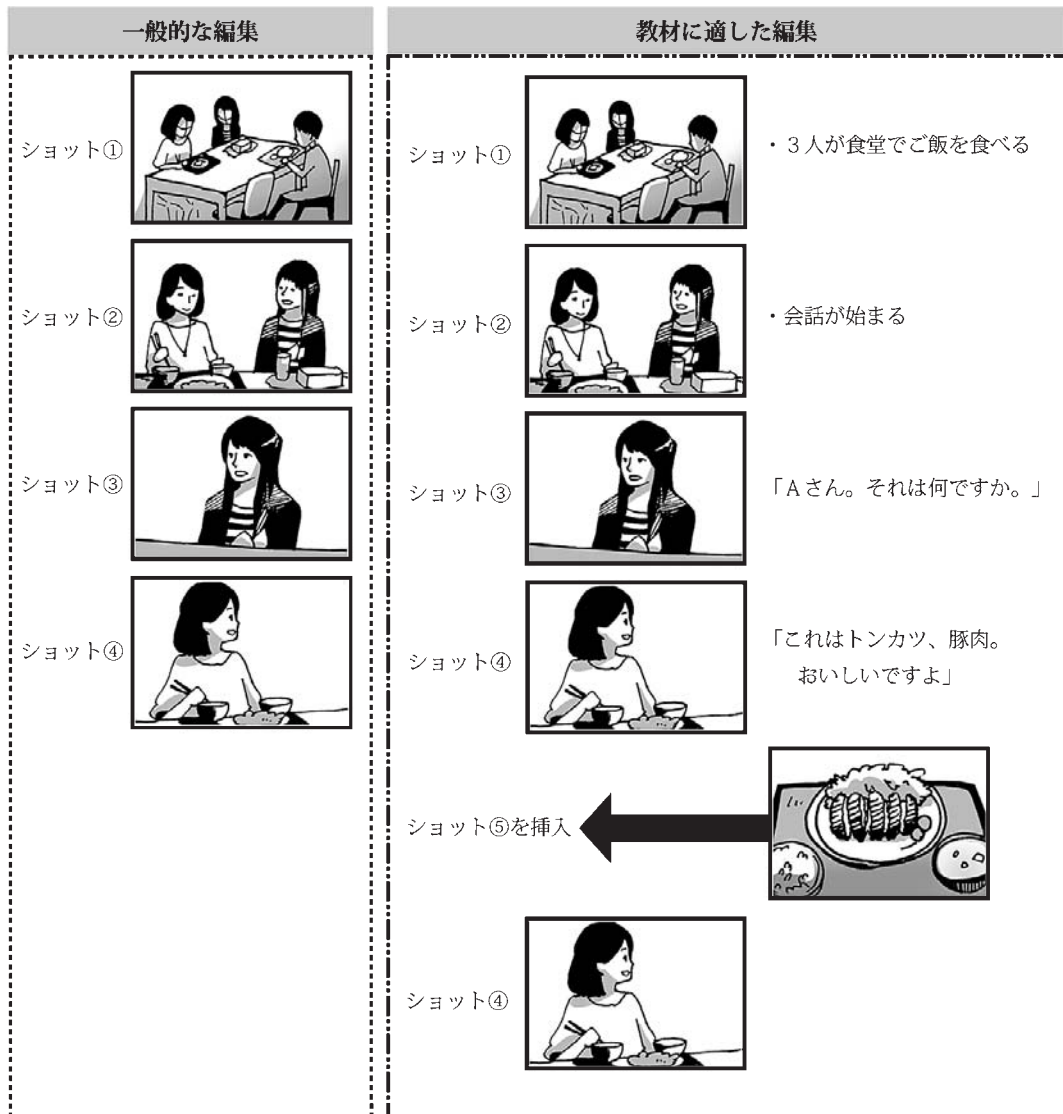 一般的な編集
ショット①
ショット②
ショット③
ショット④
教材に適した編集
ショット①
・３人が食堂でご飯を食べる
ショット②
・会話が始まる
ショット③
「Ａさん。それは何ですか。」
ショット④
「これはトンカツ、豚肉。
おいしいですよ」
ショット⑤を挿入
ショット④